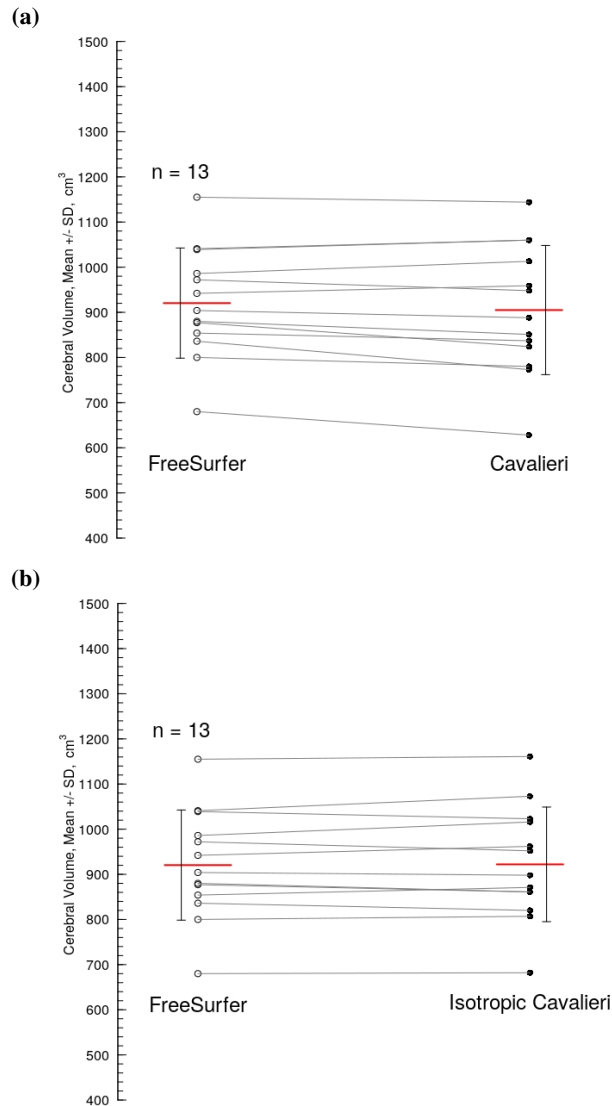 (a)
1500
1400
1300
1200
1100
1000
900
800
700
600
500
400
Cerebral Volume, Mean +/- SD, cm³
n = 13
FreeSurfer
Cavalieri
(b)
1500
1400
1300
1200
1100
1000
900
800
700
600
500
400
Cerebral Volume, Mean +/- SD, cm³
n = 13
FreeSurfer
Isotropic Cavalieri